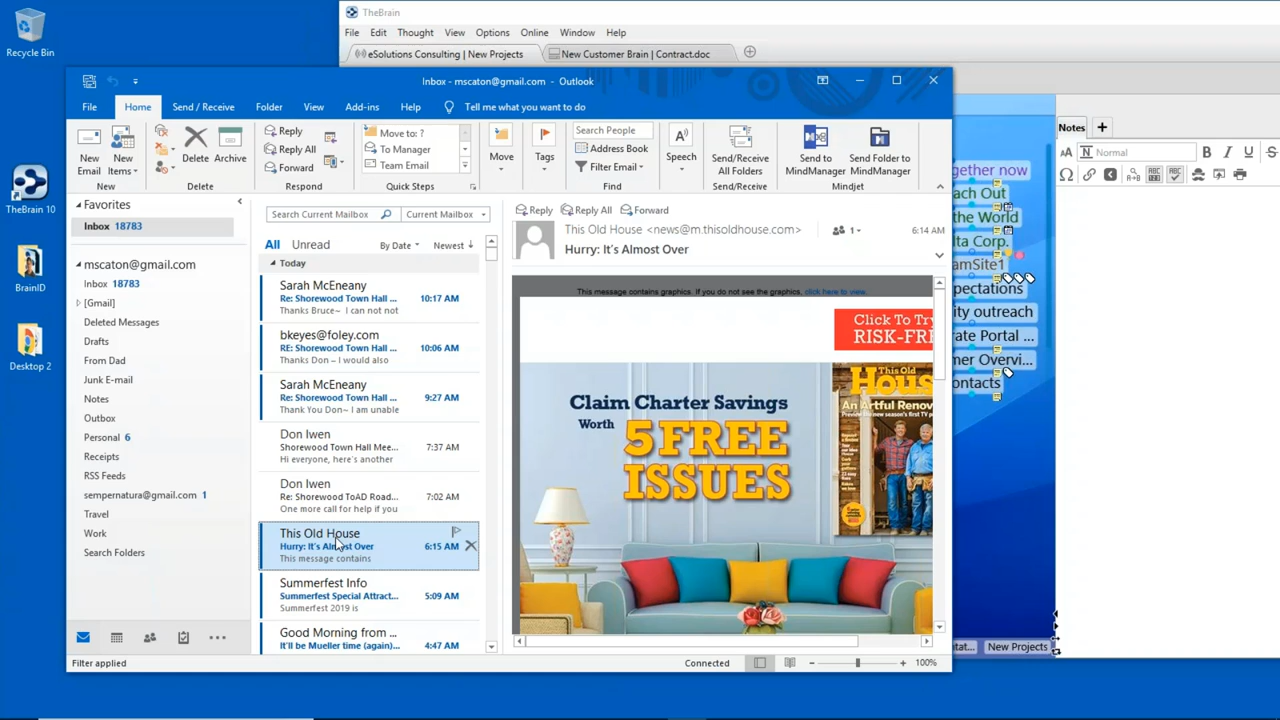 Recycle Bin
TheBrain 10
BrainID
Desktop 2
TheBrain
File Edit Thought View Options Online Window Help
eSolutions Consulting | New Projects
New Customer Brain | Contract.doc
Inbox - mscaton@gmail.com - Outlook
File Home Send / Receive Folder View Add-ins Help Tell me what you want to do
New Email
New Items
New
Delete
Archive
Delete
Reply
Reply All
Forward
Respond
Move to: ?
To Manager
Team Email
Quick Steps
Move
Tags
Search People
Address Book
Filter Email
Find
Speech
Send/Receive All Folders
Send/Receive
Send to MindManager
Send Folder to MindManager
Mindjet
Favorites
Inbox 18783
mscaton@gmail.com
Inbox 18783
[Gmail]
Deleted Messages
Drafts
From Dad
Junk E-mail
Notes
Outbox
Personal 6
Receipts
RSS Feeds
sempernatura@gmail.com 1
Travel
Work
Search Folders
Search Current Mailbox Current Mailbox
All Unread By Date Newest
Today
Sarah McEneany
Re: Shorewood Town Hall ... 10:17 AM
Thanks Bruce~ I can not not
bkeyes@foley.com
RE: Shorewood Town Hall ... 10:06 AM
Thanks Don – I would also
Sarah McEneany
Re: Shorewood Town Hall ... 9:27 AM
Thank You Don~ I am unable
Don Iwen
Shorewood Town Hall Mee... 7:37 AM
Hi everyone, here's another
Don Iwen
Re: Shorewood ToAD Road... 7:02 AM
One more call for help if you
This Old House
Hurry: It's Almost Over 6:15 AM
This message contains
Summerfest Info
Summerfest Special Attract... 5:09 AM
Summerfest 2019 is
Good Morning from ...
It'll be Mueller time (again)... 4:47 AM
Reply Reply All Forward
This Old House <news@m.thisoldhouse.com> 1 6:14 AM
Hurry: It's Almost Over
This message contains graphics. If you do not see the graphics, click here to view.
Click To Try
RISK-FR
Claim Charter Savings
Worth 5 FREE
ISSUES
This Old
House
An Artful Renov
Filter applied
Connected
100%
gether now
ach Out
the World
lta Corp.
amSite1
pectations
ity outreach
rate Portal ...
mer Overvi...
ontacts
tat... New Projects
Notes
Normal
B I U S